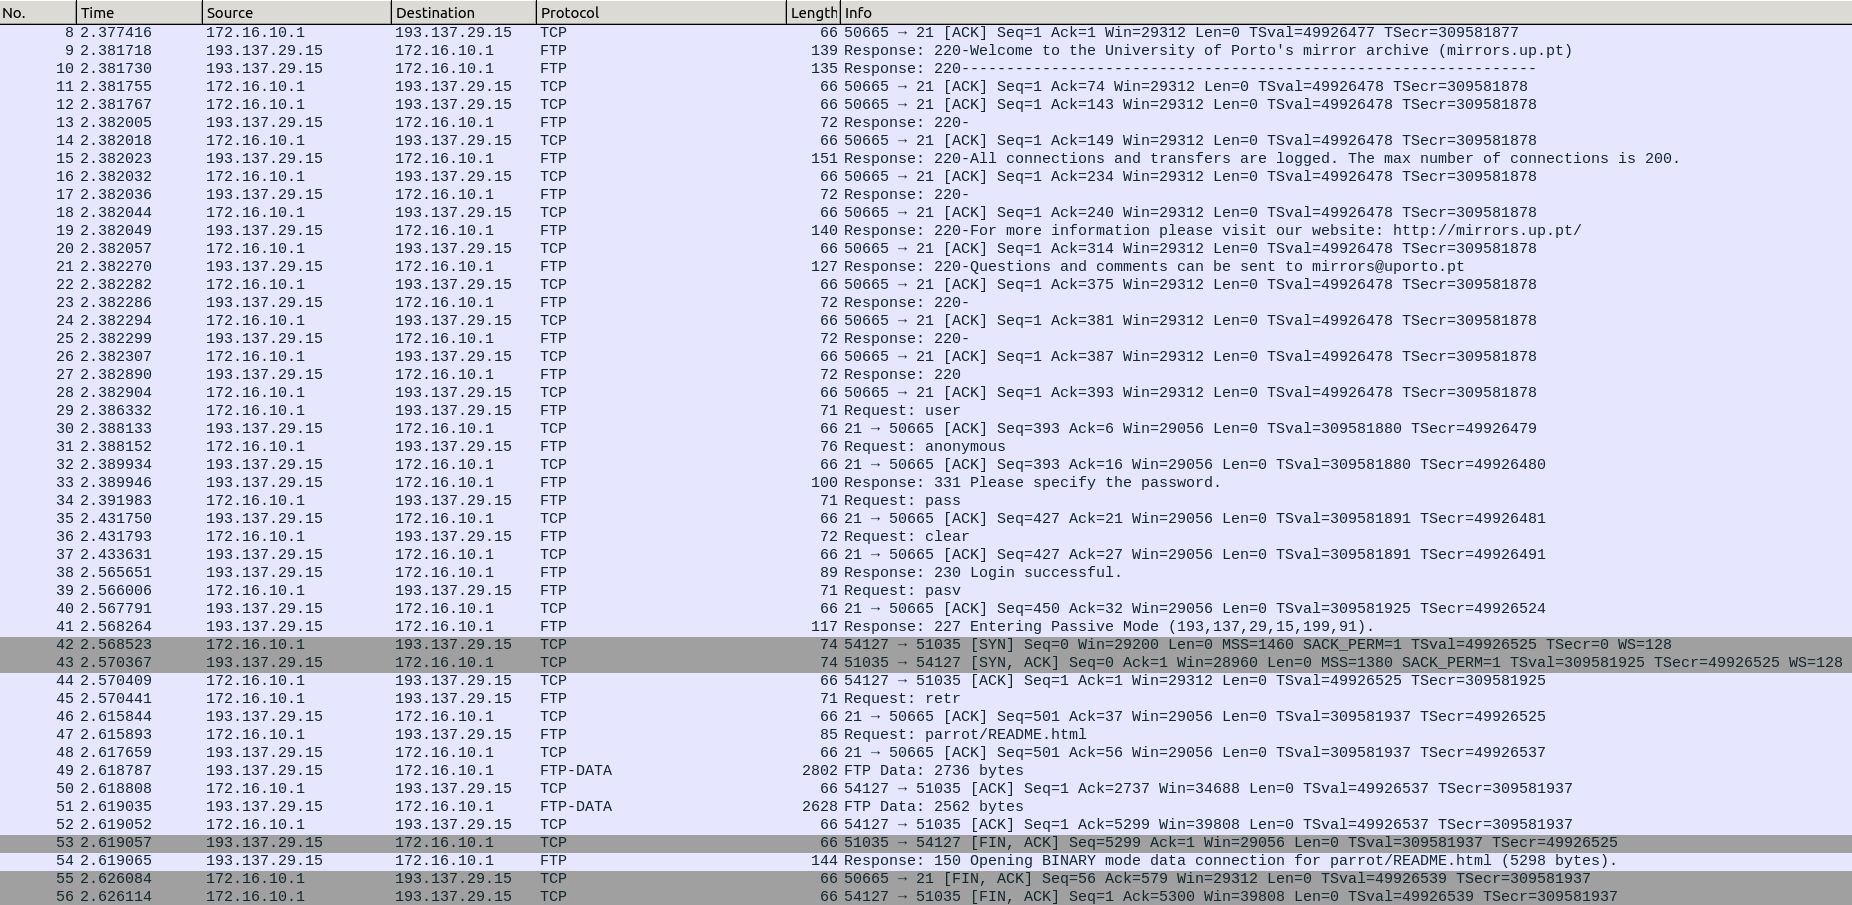 No. Time Source Destination Protocol Length Info
8 2.377416 172.16.10.1 193.137.29.15 TCP 66 50665 → 21 [ACK] Seq=1 Ack=1 Win=29312 Len=0 TSval=49926477 TSecr=309581877
9 2.381718 193.137.29.15 172.16.10.1 FTP 139 Response: 220-Welcome to the University of Porto's mirror archive (mirrors.up.pt)
10 2.381730 193.137.29.15 172.16.10.1 FTP 135 Response: 220----------------------------------------------------------------
11 2.381755 172.16.10.1 193.137.29.15 TCP 66 50665 → 21 [ACK] Seq=1 Ack=74 Win=29312 Len=0 TSval=49926478 TSecr=309581878
12 2.381767 172.16.10.1 193.137.29.15 TCP 66 50665 → 21 [ACK] Seq=1 Ack=143 Win=29312 Len=0 TSval=49926478 TSecr=309581878
13 2.382005 193.137.29.15 172.16.10.1 FTP 72 Response: 220-
14 2.382018 172.16.10.1 193.137.29.15 TCP 66 50665 → 21 [ACK] Seq=1 Ack=149 Win=29312 Len=0 TSval=49926478 TSecr=309581878
15 2.382023 193.137.29.15 172.16.10.1 FTP 151 Response: 220-All connections and transfers are logged. The max number of connections is 200.
16 2.382032 172.16.10.1 193.137.29.15 TCP 66 50665 → 21 [ACK] Seq=1 Ack=234 Win=29312 Len=0 TSval=49926478 TSecr=309581878
17 2.382036 193.137.29.15 172.16.10.1 FTP 72 Response: 220-
18 2.382044 172.16.10.1 193.137.29.15 TCP 66 50665 → 21 [ACK] Seq=1 Ack=240 Win=29312 Len=0 TSval=49926478 TSecr=309581878
19 2.382049 193.137.29.15 172.16.10.1 FTP 140 Response: 220-For more information please visit our website: http://mirrors.up.pt/
20 2.382057 172.16.10.1 193.137.29.15 TCP 66 50665 → 21 [ACK] Seq=1 Ack=314 Win=29312 Len=0 TSval=49926478 TSecr=309581878
21 2.382270 193.137.29.15 172.16.10.1 FTP 127 Response: 220-Questions and comments can be sent to mirrors@uporto.pt
22 2.382282 172.16.10.1 193.137.29.15 TCP 66 50665 → 21 [ACK] Seq=1 Ack=375 Win=29312 Len=0 TSval=49926478 TSecr=309581878
23 2.382286 193.137.29.15 172.16.10.1 FTP 72 Response: 220-
24 2.382294 172.16.10.1 193.137.29.15 TCP 66 50665 → 21 [ACK] Seq=1 Ack=381 Win=29312 Len=0 TSval=49926478 TSecr=309581878
25 2.382299 193.137.29.15 172.16.10.1 FTP 72 Response: 220-
26 2.382307 172.16.10.1 193.137.29.15 TCP 66 50665 → 21 [ACK] Seq=1 Ack=387 Win=29312 Len=0 TSval=49926478 TSecr=309581878
27 2.382890 193.137.29.15 172.16.10.1 FTP 72 Response: 220
28 2.382904 172.16.10.1 193.137.29.15 TCP 66 50665 → 21 [ACK] Seq=1 Ack=393 Win=29312 Len=0 TSval=49926478 TSecr=309581878
29 2.386332 172.16.10.1 193.137.29.15 FTP 71 Request: user
30 2.388133 193.137.29.15 172.16.10.1 TCP 66 21 → 50665 [ACK] Seq=393 Ack=6 Win=29056 Len=0 TSval=309581880 TSecr=49926479
31 2.388152 172.16.10.1 193.137.29.15 FTP 76 Request: anonymous
32 2.389934 193.137.29.15 172.16.10.1 TCP 66 21 → 50665 [ACK] Seq=393 Ack=16 Win=29056 Len=0 TSval=309581880 TSecr=49926480
33 2.389946 193.137.29.15 172.16.10.1 FTP 100 Response: 331 Please specify the password.
34 2.391983 172.16.10.1 193.137.29.15 FTP 71 Request: pass
35 2.431750 193.137.29.15 172.16.10.1 TCP 66 21 → 50665 [ACK] Seq=427 Ack=21 Win=29056 Len=0 TSval=309581891 TSecr=49926481
36 2.431793 172.16.10.1 193.137.29.15 FTP 72 Request: clear
37 2.433631 193.137.29.15 172.16.10.1 TCP 66 21 → 50665 [ACK] Seq=427 Ack=27 Win=29056 Len=0 TSval=309581891 TSecr=49926491
38 2.565651 193.137.29.15 172.16.10.1 FTP 89 Response: 230 Login successful.
39 2.566006 172.16.10.1 193.137.29.15 FTP 71 Request: pasv
40 2.567791 193.137.29.15 172.16.10.1 TCP 66 21 → 50665 [ACK] Seq=450 Ack=32 Win=29056 Len=0 TSval=309581925 TSecr=49926524
41 2.568264 193.137.29.15 172.16.10.1 FTP 117 Response: 227 Entering Passive Mode (193,137,29,15,199,91).
42 2.568523 172.16.10.1 193.137.29.15 TCP 74 54127 → 51035 [SYN] Seq=0 Win=29200 Len=0 MSS=1460 SACK_PERM=1 TSval=49926525 TSecr=0 WS=128
43 2.570367 193.137.29.15 172.16.10.1 TCP 74 51035 → 54127 [SYN, ACK] Seq=0 Ack=1 Win=28960 Len=0 MSS=1380 SACK_PERM=1 TSval=309581925 TSecr=49926525 WS=128
44 2.570409 172.16.10.1 193.137.29.15 TCP 66 54127 → 51035 [ACK] Seq=1 Ack=1 Win=29312 Len=0 TSval=49926525 TSecr=309581925
45 2.570441 172.16.10.1 193.137.29.15 FTP 71 Request: retr
46 2.615844 193.137.29.15 172.16.10.1 TCP 66 21 → 50665 [ACK] Seq=501 Ack=37 Win=29056 Len=0 TSval=309581937 TSecr=49926525
47 2.615893 172.16.10.1 193.137.29.15 FTP 85 Request: parrot/README.html
48 2.617659 193.137.29.15 172.16.10.1 TCP 66 21 → 50665 [ACK] Seq=501 Ack=56 Win=29056 Len=0 TSval=309581937 TSecr=49926537
49 2.618787 193.137.29.15 172.16.10.1 FTP-DATA 2802 FTP Data: 2736 bytes
50 2.618808 172.16.10.1 193.137.29.15 TCP 66 54127 → 51035 [ACK] Seq=1 Ack=2737 Win=34688 Len=0 TSval=49926537 TSecr=309581937
51 2.619035 193.137.29.15 172.16.10.1 FTP-DATA 2628 FTP Data: 2562 bytes
52 2.619052 172.16.10.1 193.137.29.15 TCP 66 54127 → 51035 [ACK] Seq=1 Ack=5299 Win=39808 Len=0 TSval=49926537 TSecr=309581937
53 2.619057 193.137.29.15 172.16.10.1 TCP 66 51035 → 54127 [FIN, ACK] Seq=5299 Ack=1 Win=29056 Len=0 TSval=309581937 TSecr=49926525
54 2.619065 193.137.29.15 172.16.10.1 FTP 144 Response: 150 Opening BINARY mode data connection for parrot/README.html (5298 bytes).
55 2.626084 172.16.10.1 193.137.29.15 TCP 66 50665 → 21 [FIN, ACK] Seq=56 Ack=579 Win=29312 Len=0 TSval=49926539 TSecr=309581937
56 2.626114 172.16.10.1 193.137.29.15 TCP 66 54127 → 51035 [FIN, ACK] Seq=1 Ack=5300 Win=39808 Len=0 TSval=49926539 TSecr=309581937